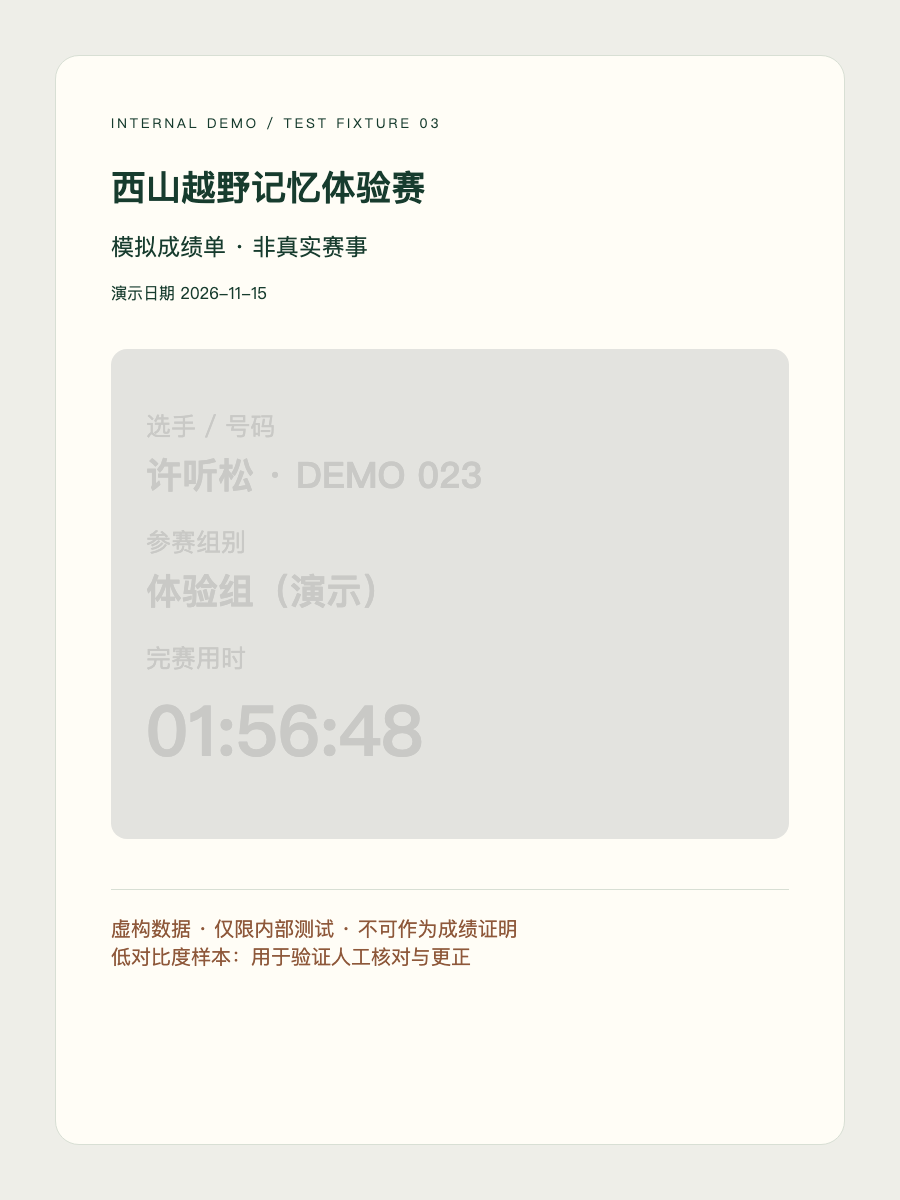 INTERNAL DEMO / TEST FIXTURE 03
西山越野记忆体验赛
模拟成绩单 · 非真实赛事
演示日期 2026–11–15
选手 / 号码
许听松 · DEMO 023
参赛组别
体验组（演示）
完赛用时
01:56:48
虚构数据 · 仅限内部测试 · 不可作为成绩证明
低对比度样本：用于验证人工核对与更正